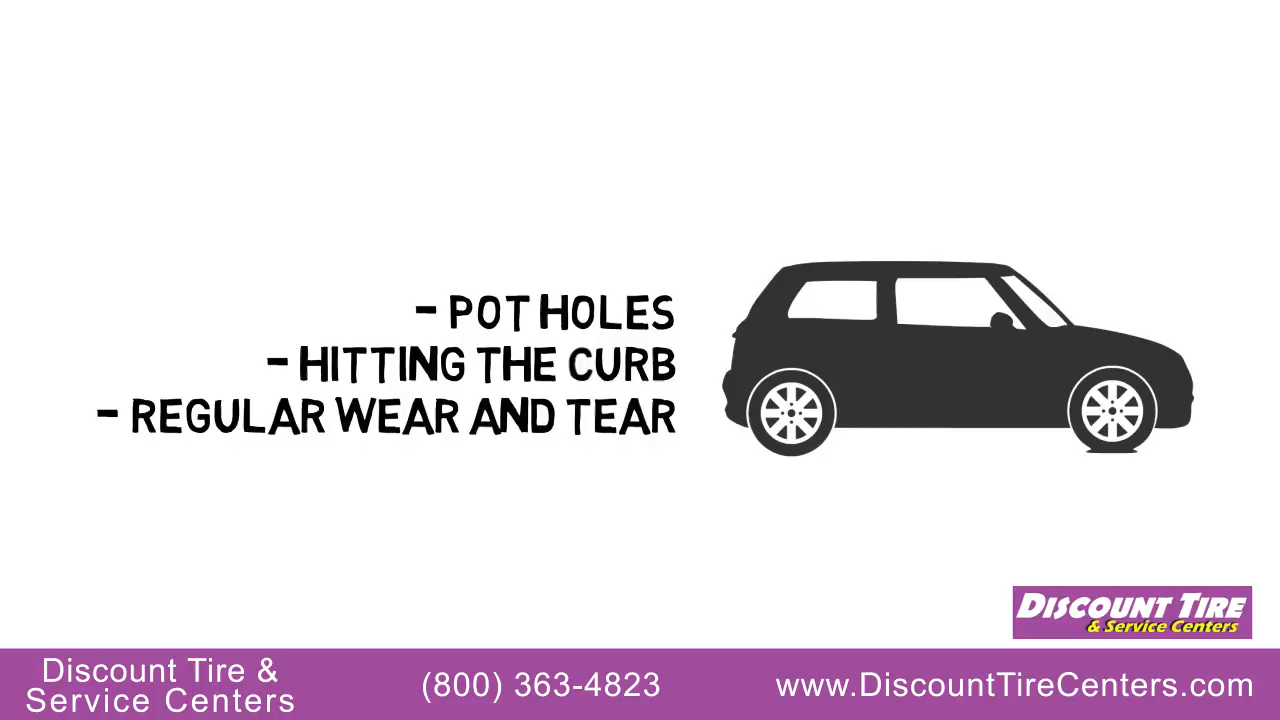 - POT HOLES
- HITTING THE CURB
- REGULAR WEAR AND TEAR
DISCOUNT TIRE
& Service Centers
Discount Tire &
Service Centers
(800) 363-4823
www.DiscountTireCenters.com